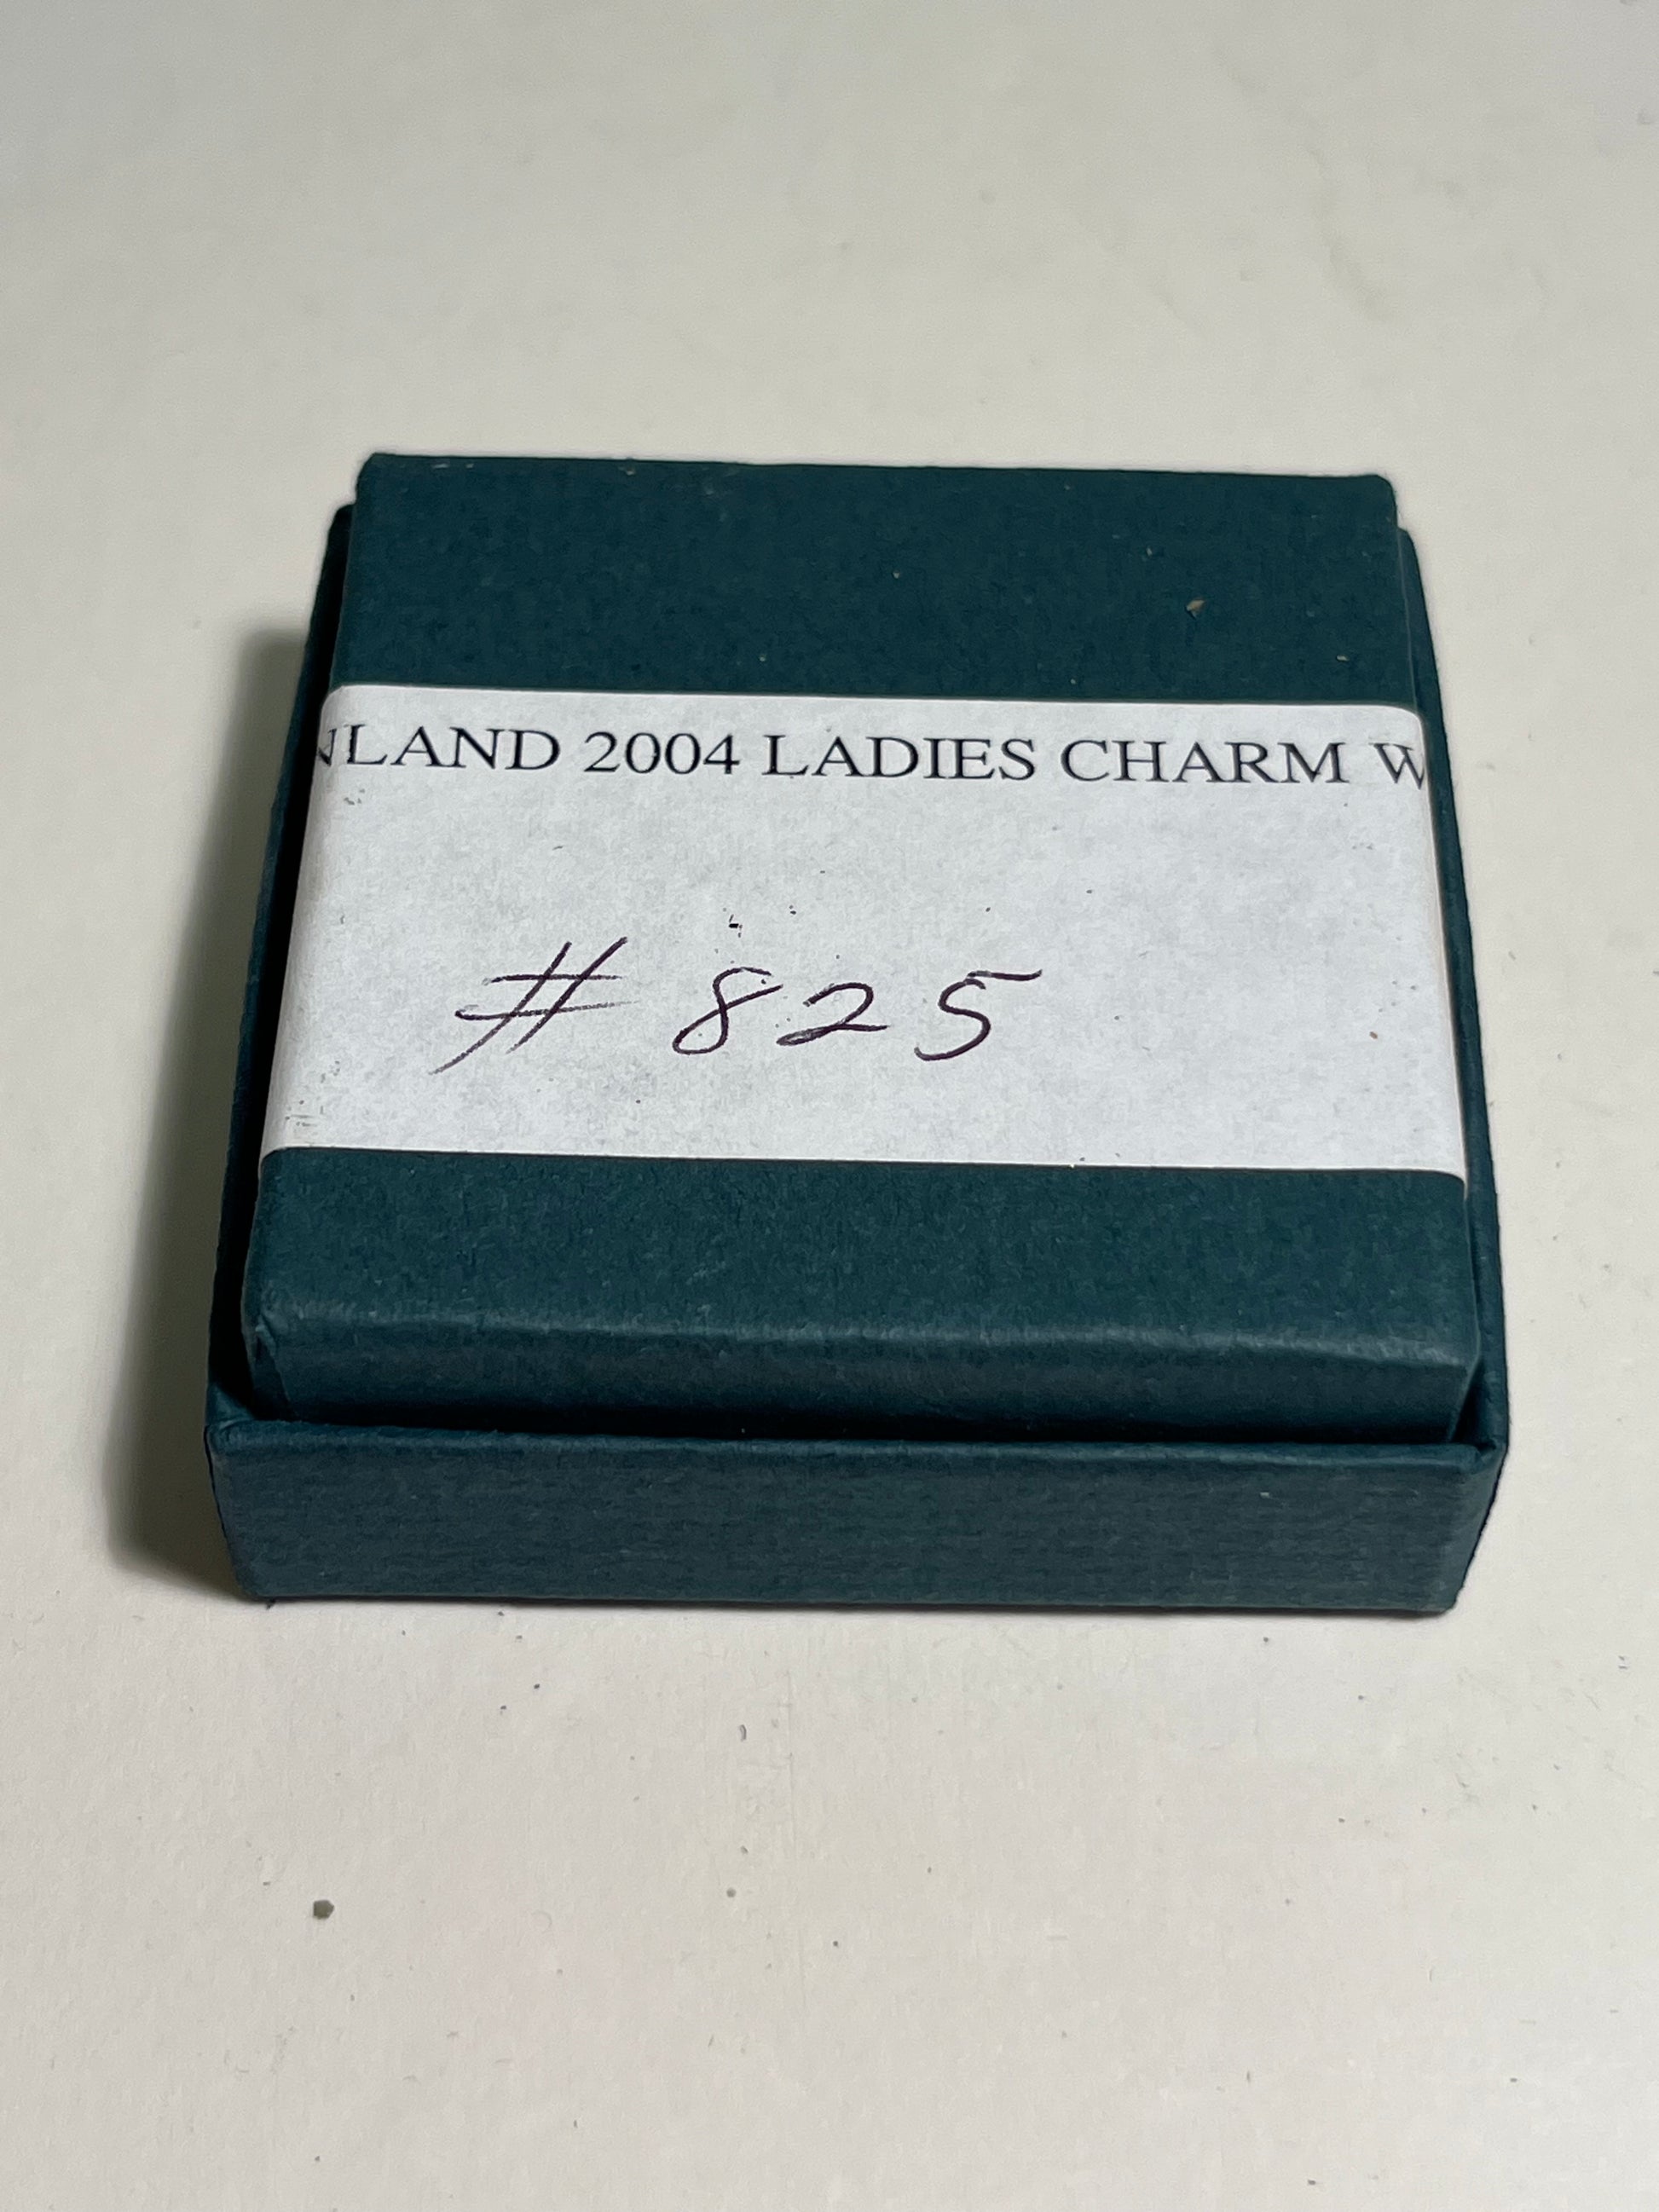 NLAND 2004 LADIES CHARM W
# 825